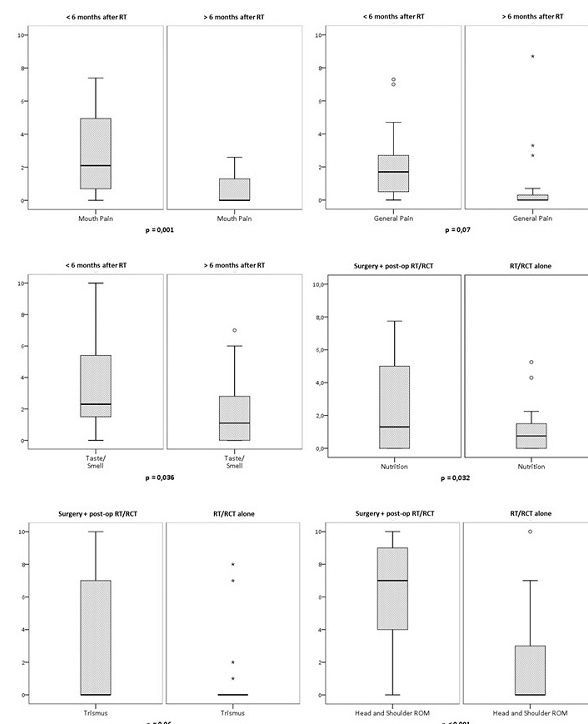 < 6 months after RT
> 6 months after RT
10
8
6
4
2
0
Mouth Pain
Mouth Pain
p = 0,001
< 6 months after RT
> 6 months after RT
10
8
6
4
2
0
General Pain
General Pain
p = 0,07
< 6 months after RT
> 6 months after RT
10
8
6
4
2
0
Taste/
Smell
Taste/
Smell
p = 0,036
Surgery + post-op RT/RCT
RT/RCT alone
10,0
8,0
6,0
4,0
2,0
0,0
Nutrition
Nutrition
p = 0,032
Surgery + post-op RT/RCT
RT/RCT alone
10
8
6
4
2
0
Trismus
Trismus
Surgery + post-op RT/RCT
RT/RCT alone
10
8
6
4
2
0
Head and Shoulder ROM
Head and Shoulder ROM